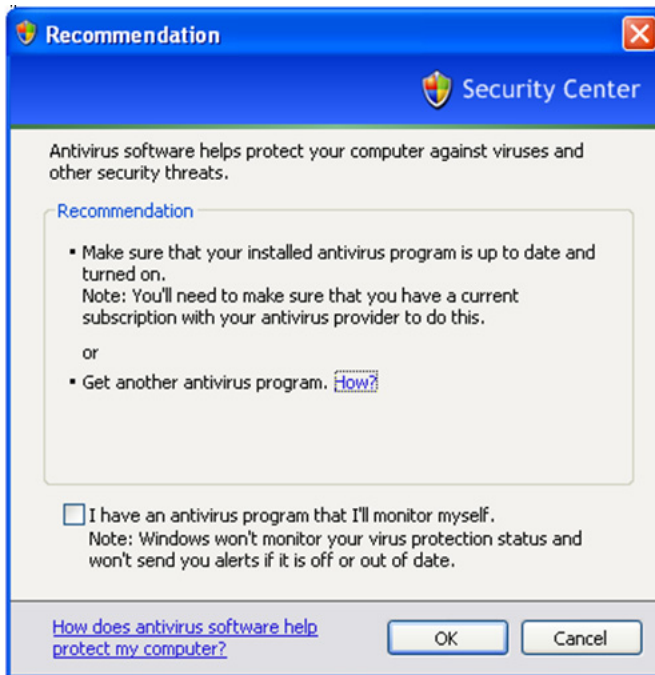 Recommendation
Security Center
Antivirus software helps protect your computer against viruses and
other security threats.
Recommendation
▪ Make sure that your installed antivirus program is up to date and
turned on.
Note: You'll need to make sure that you have a current
subscription with your antivirus provider to do this.
or
▪ Get another antivirus program. How?
I have an antivirus program that I'll monitor myself.
Note: Windows won't monitor your virus protection status and
won't send you alerts if it is off or out of date.
How does antivirus software help
protect my computer?
OK
Cancel